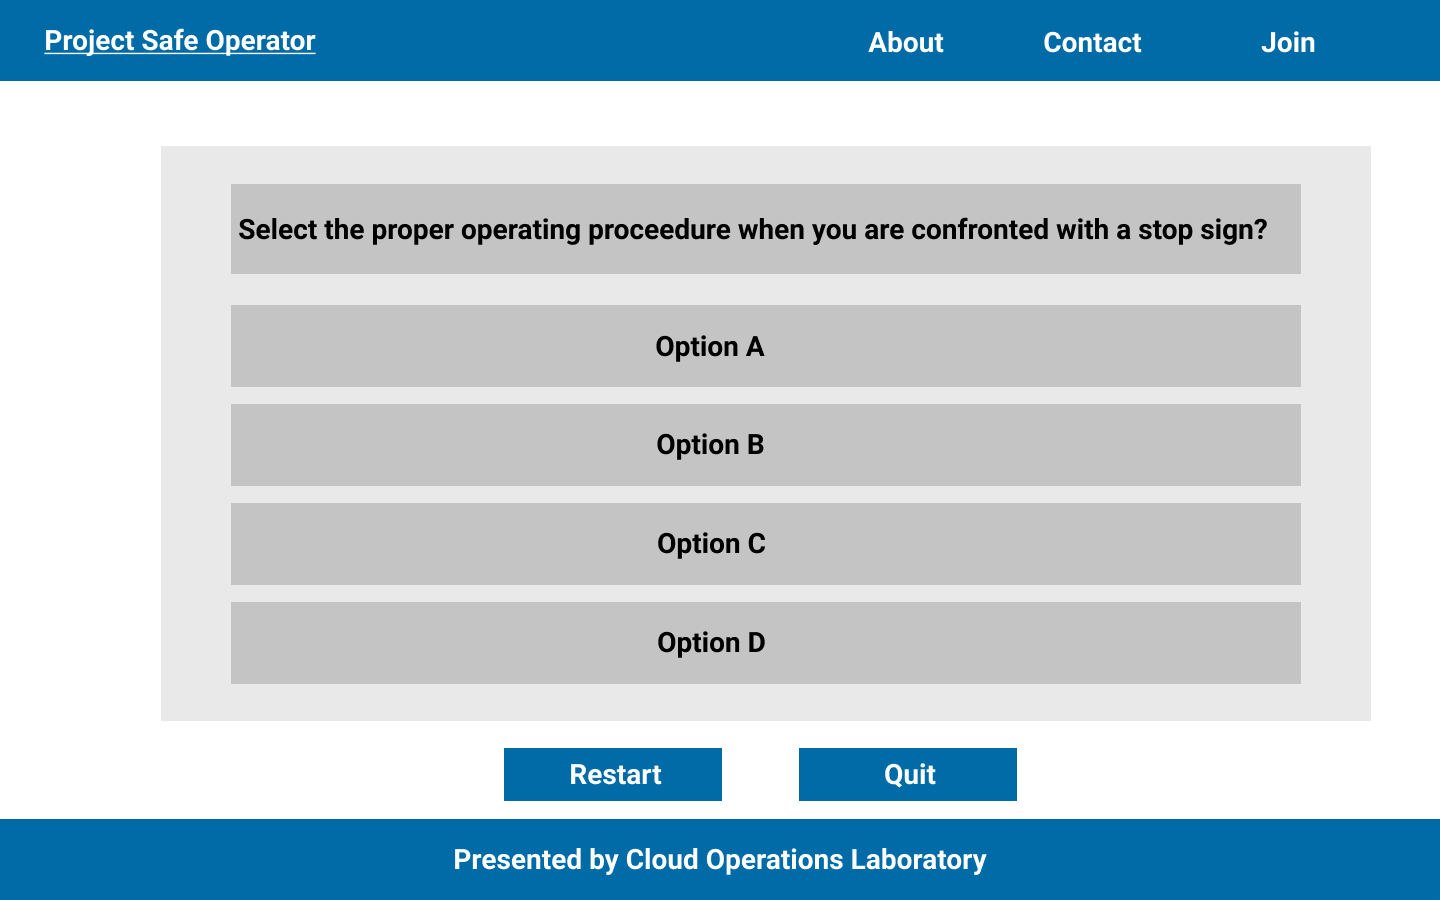 Project Safe Operator
About
Contact
Join
Select the proper operating proceedure when you are confronted with a stop sign?
Option A
Option B
Option C
Option D
Restart
Quit
Presented by Cloud Operations Laboratory